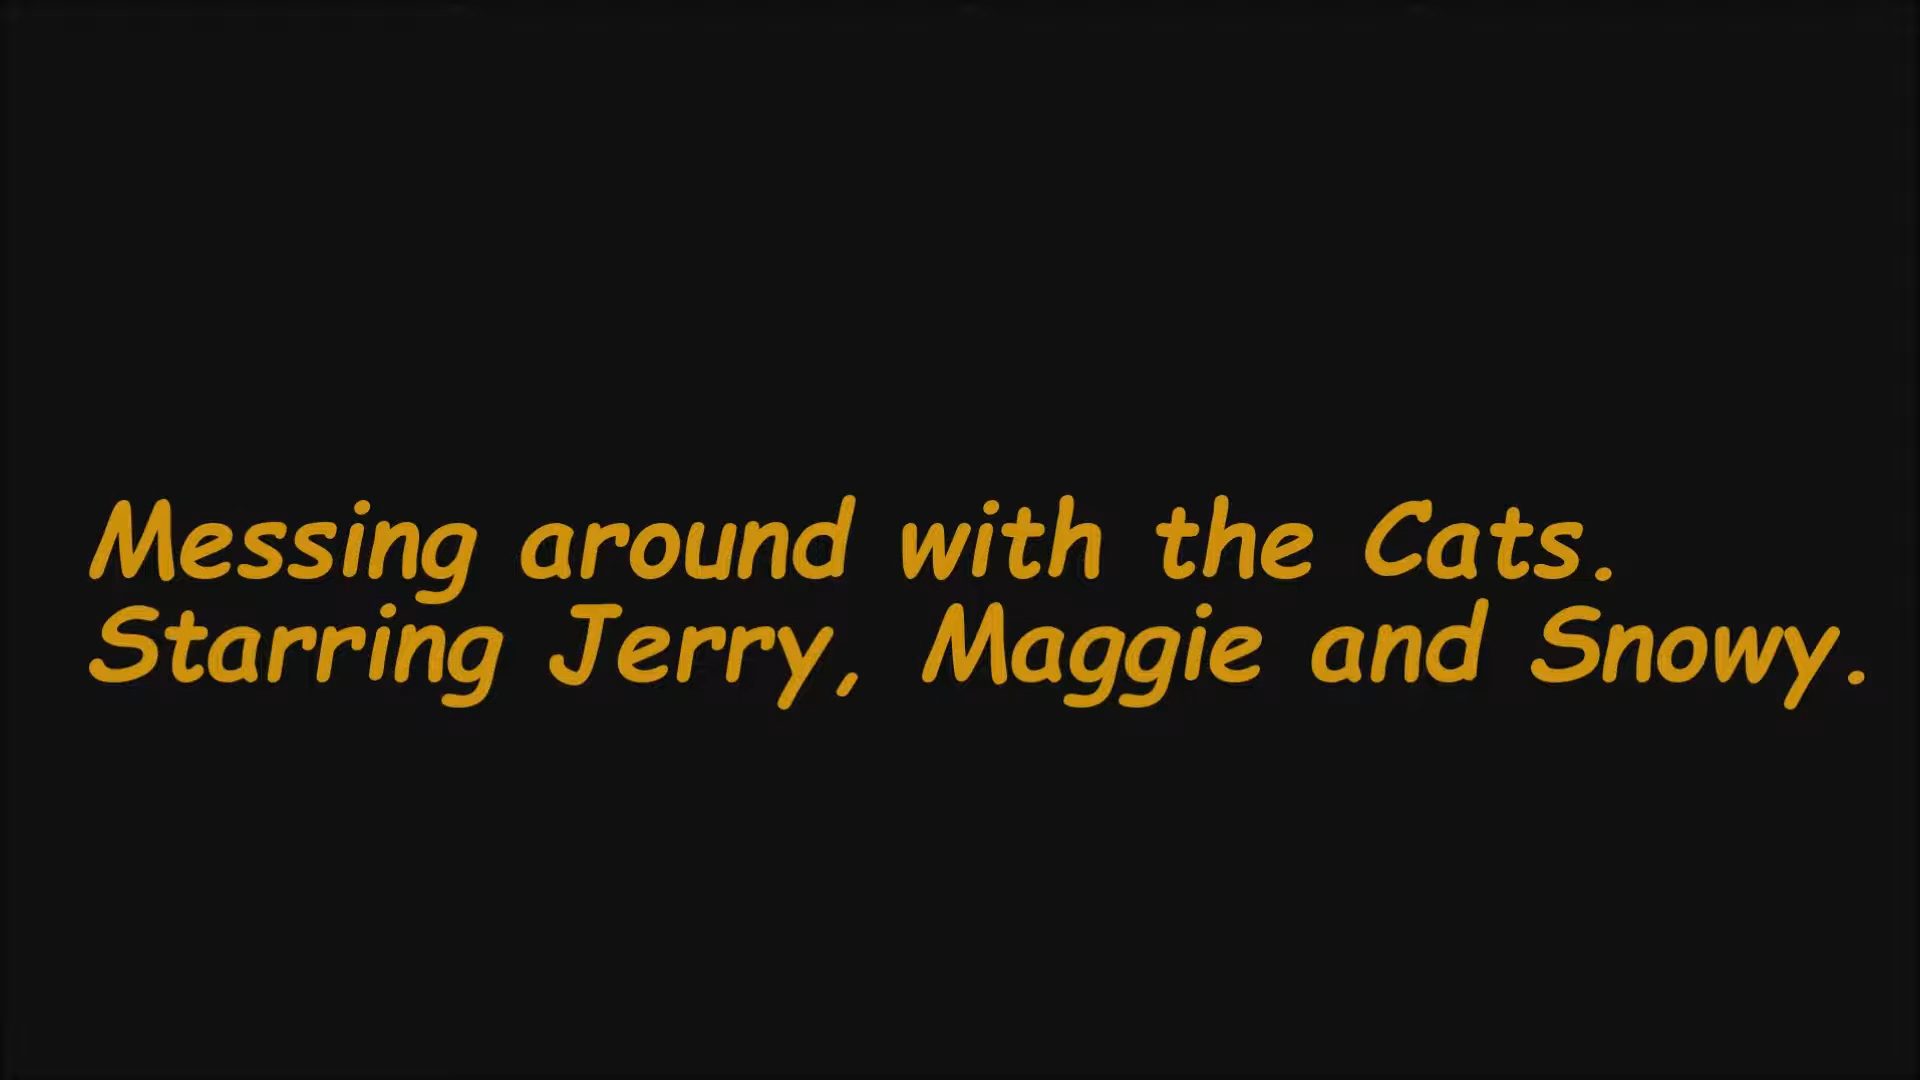 Messing around with the Cats.
Starring Jerry, Maggie and Snowy.